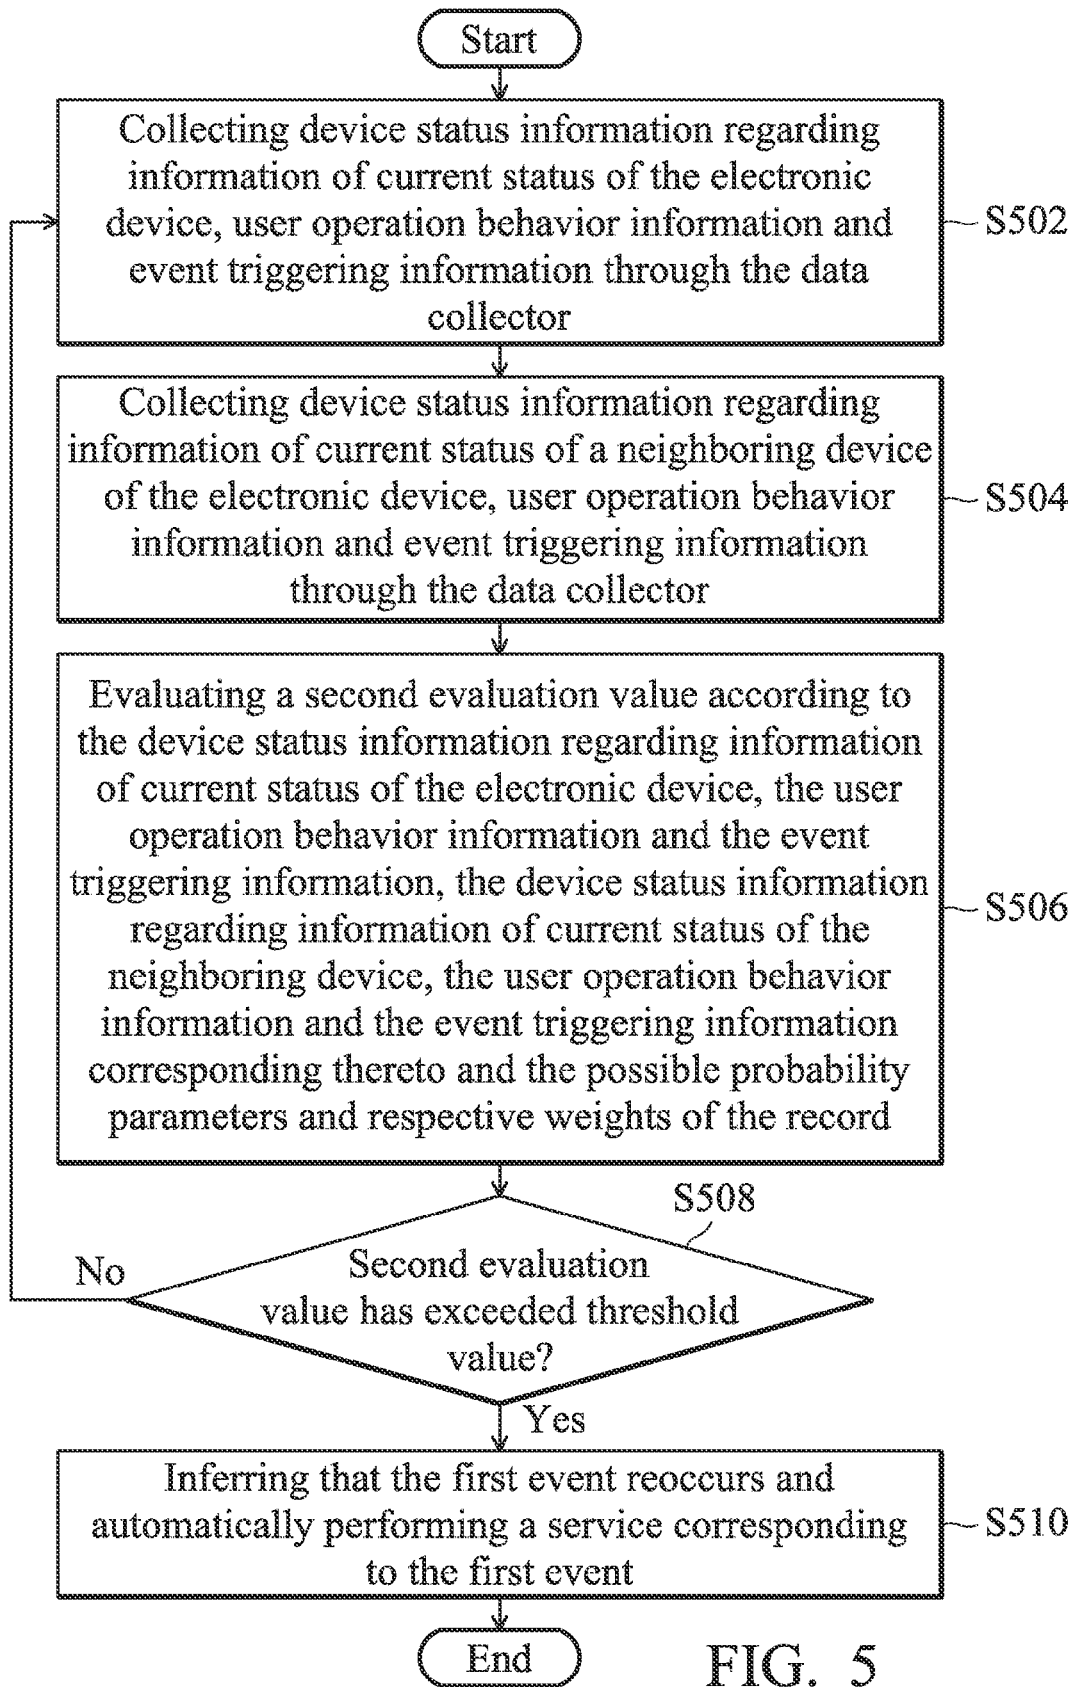 Start
Collecting device status information regarding
information of current status of the electronic
device, user operation behavior information and
event triggering information through the data
collector
S502
Collecting device status information regarding
information of current status of a neighboring device
of the electronic device, user operation behavior
information and event triggering information
through the data collector
S504
Evaluating a second evaluation value according to
the device status information regarding information
of current status of the electronic device, the user
operation behavior information and the event
triggering information, the device status information
regarding information of current status of the
neighboring device, the user operation behavior
information and the event triggering information
corresponding thereto and the possible probability
parameters and respective weights of the record
S506
S508
Second evaluation
value has exceeded threshold
value?
No
Yes
Inferring that the first event reoccurs and
automatically performing a service corresponding
to the first event
S510
End
FIG. 5